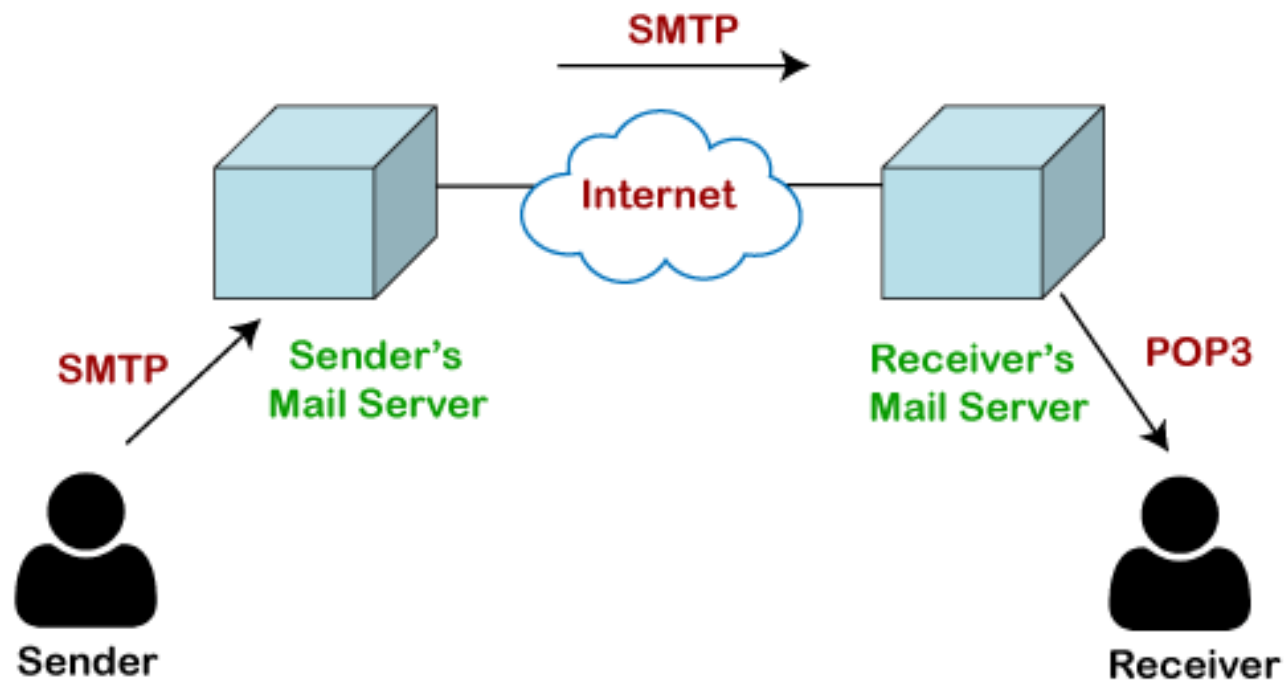 SMTP
Internet
SMTP
Sender's
Mail Server
Receiver's
Mail Server
POP3
Sender
Receiver